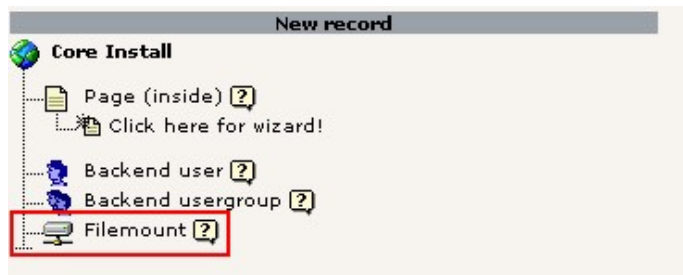 New record
Core Install
Page (inside) [?]
Click here for wizard!
Backend user [?]
Backend usergroup [?]
Filemount [?]